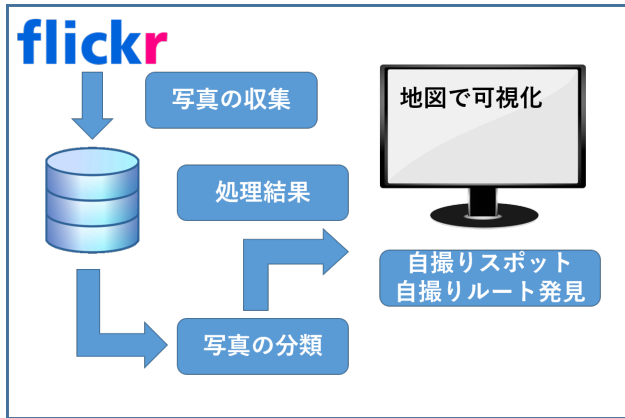 flickr
写真の収集
地図で可視化
処理結果
自撮りスポット
自撮りルート発見
写真の分類